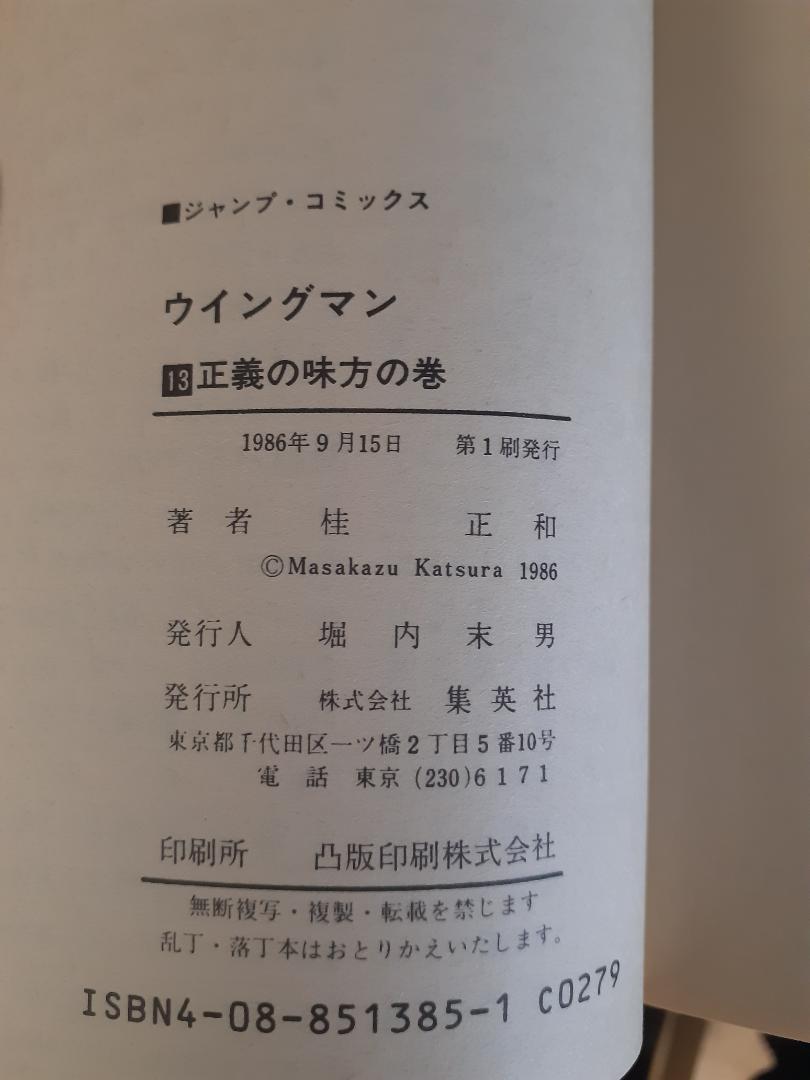 ■ジャンプ・コミックス
ウイングマン
13正義の味方の巻
1986年9月15日　第1刷発行
著者　桂　正和
©Masakazu Katsura 1986
発行人　堀内末男
発行所　株式会社　集英社
東京都千代田区一ツ橋2丁目5番10号
電話　東京(230)6171
印刷所　凸版印刷株式会社
無断複写・複製・転載を禁じます
乱丁・落丁本はおとりかえいたします。
ISBN4-08-851385-1 C0279